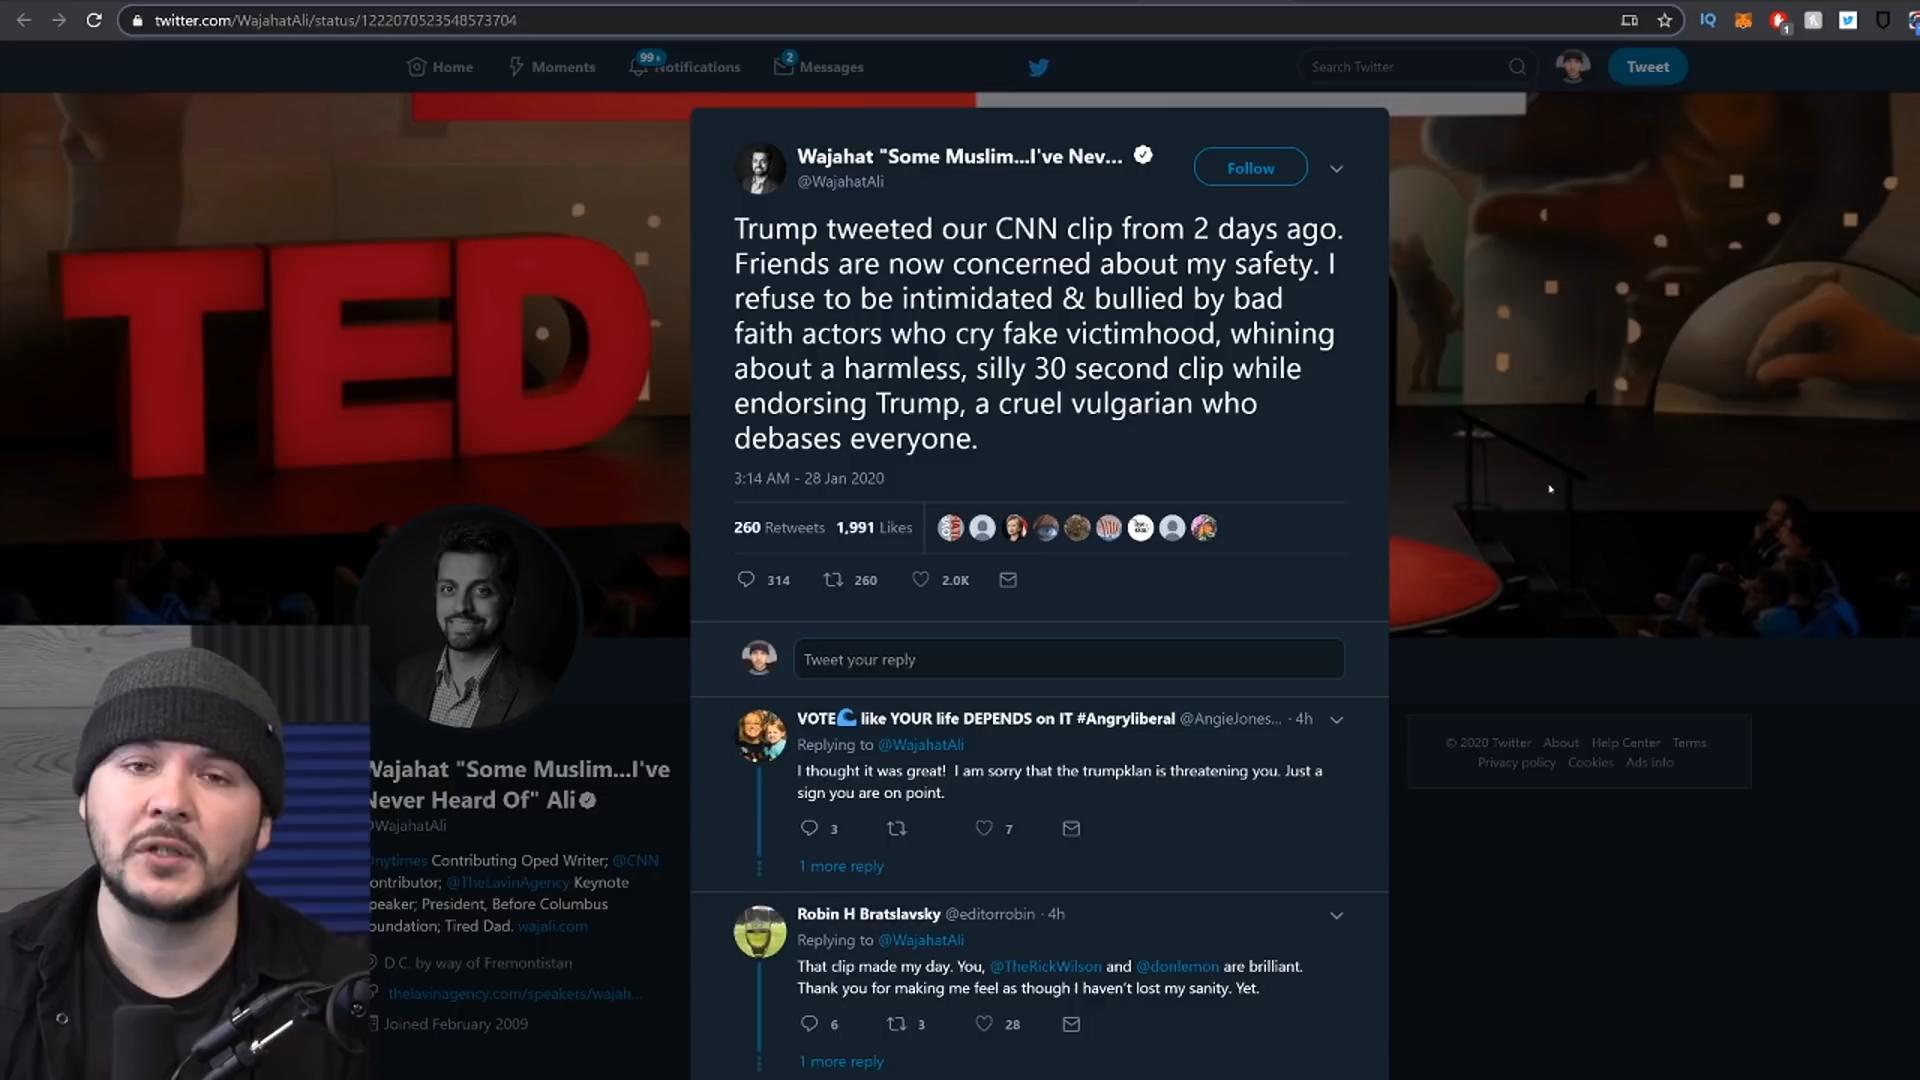 twitter.com/WajahatAli/status/1222070523548573704
Home
Moments
99+
Notifications
2
Messages
Search Twitter
Tweet
TED
Wajahat "Some Muslim...I've Nev...
@WajahatAli
Follow
Trump tweeted our CNN clip from 2 days ago.
Friends are now concerned about my safety. I
refuse to be intimidated & bullied by bad
faith actors who cry fake victimhood, whining
about a harmless, silly 30 second clip while
endorsing Trump, a cruel vulgarian who
debases everyone.
3:14 AM - 28 Jan 2020
260 Retweets 1,991 Likes
314 260 2.0K
Tweet your reply
VOTE🌊 like YOUR life DEPENDS on IT #Angryliberal @AngieJones... · 4h
Replying to @WajahatAli
I thought it was great! I am sorry that the trumpklan is threatening you. Just a
sign you are on point.
3 7
1 more reply
Robin H Bratslavsky @editorrobin · 4h
Replying to @WajahatAli
That clip made my day. You, @TheRickWilson and @donlemon are brilliant.
Thank you for making me feel as though I haven't lost my sanity. Yet.
6 3 28
1 more reply
Wajahat "Some Muslim...I've
Never Heard Of" Ali
@WajahatAli
nytimes Contributing Oped Writer; @CNN
ontributor; @TheLavinAgency Keynote
peaker; President, Before Columbus
oundation; Tired Dad. wajali.com
D.C. by way of Fremontistan
thelavinagency.com/speakers/wajah...
Joined February 2009
© 2020 Twitter About Help Center Terms
Privacy policy Cookies Ads info